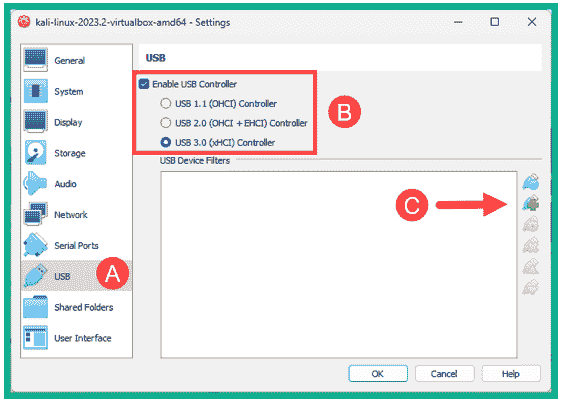 kali-linux-2023.2-virtualbox-amd64 - Settings
General
System
Display
Storage
Audio
Network
Serial Ports
USB
Shared Folders
User Interface
A
USB
Enable USB Controller
USB 1.1 (OHCI) Controller
USB 2.0 (OHCI + EHCI) Controller
USB 3.0 (xHCI) Controller
B
USB Device Filters
C
OK
Cancel
Help